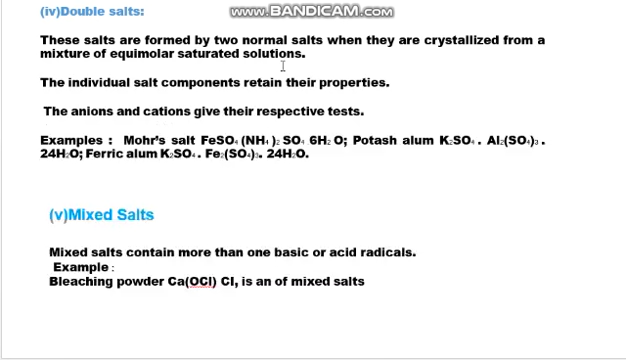 (iv)Double salts:
www.BANDICAM.com
These salts are formed by two normal salts when they are crystallized from a
mixture of equimolar saturated solutions.
The individual salt components retain their properties.
The anions and cations give their respective tests.
Examples : Mohr's salt FeSO₄ (NH₄ )₂ SO₄ 6H₂ O; Potash alum K₂SO₄ . Al₂(SO₄)₃ .
24H₂O; Ferric alum K₂SO₄ . Fe₂(SO₄)₃. 24H₂O.
(v)Mixed Salts
Mixed salts contain more than one basic or acid radicals.
Example :
Bleaching powder Ca(OCl) Cl, is an of mixed salts